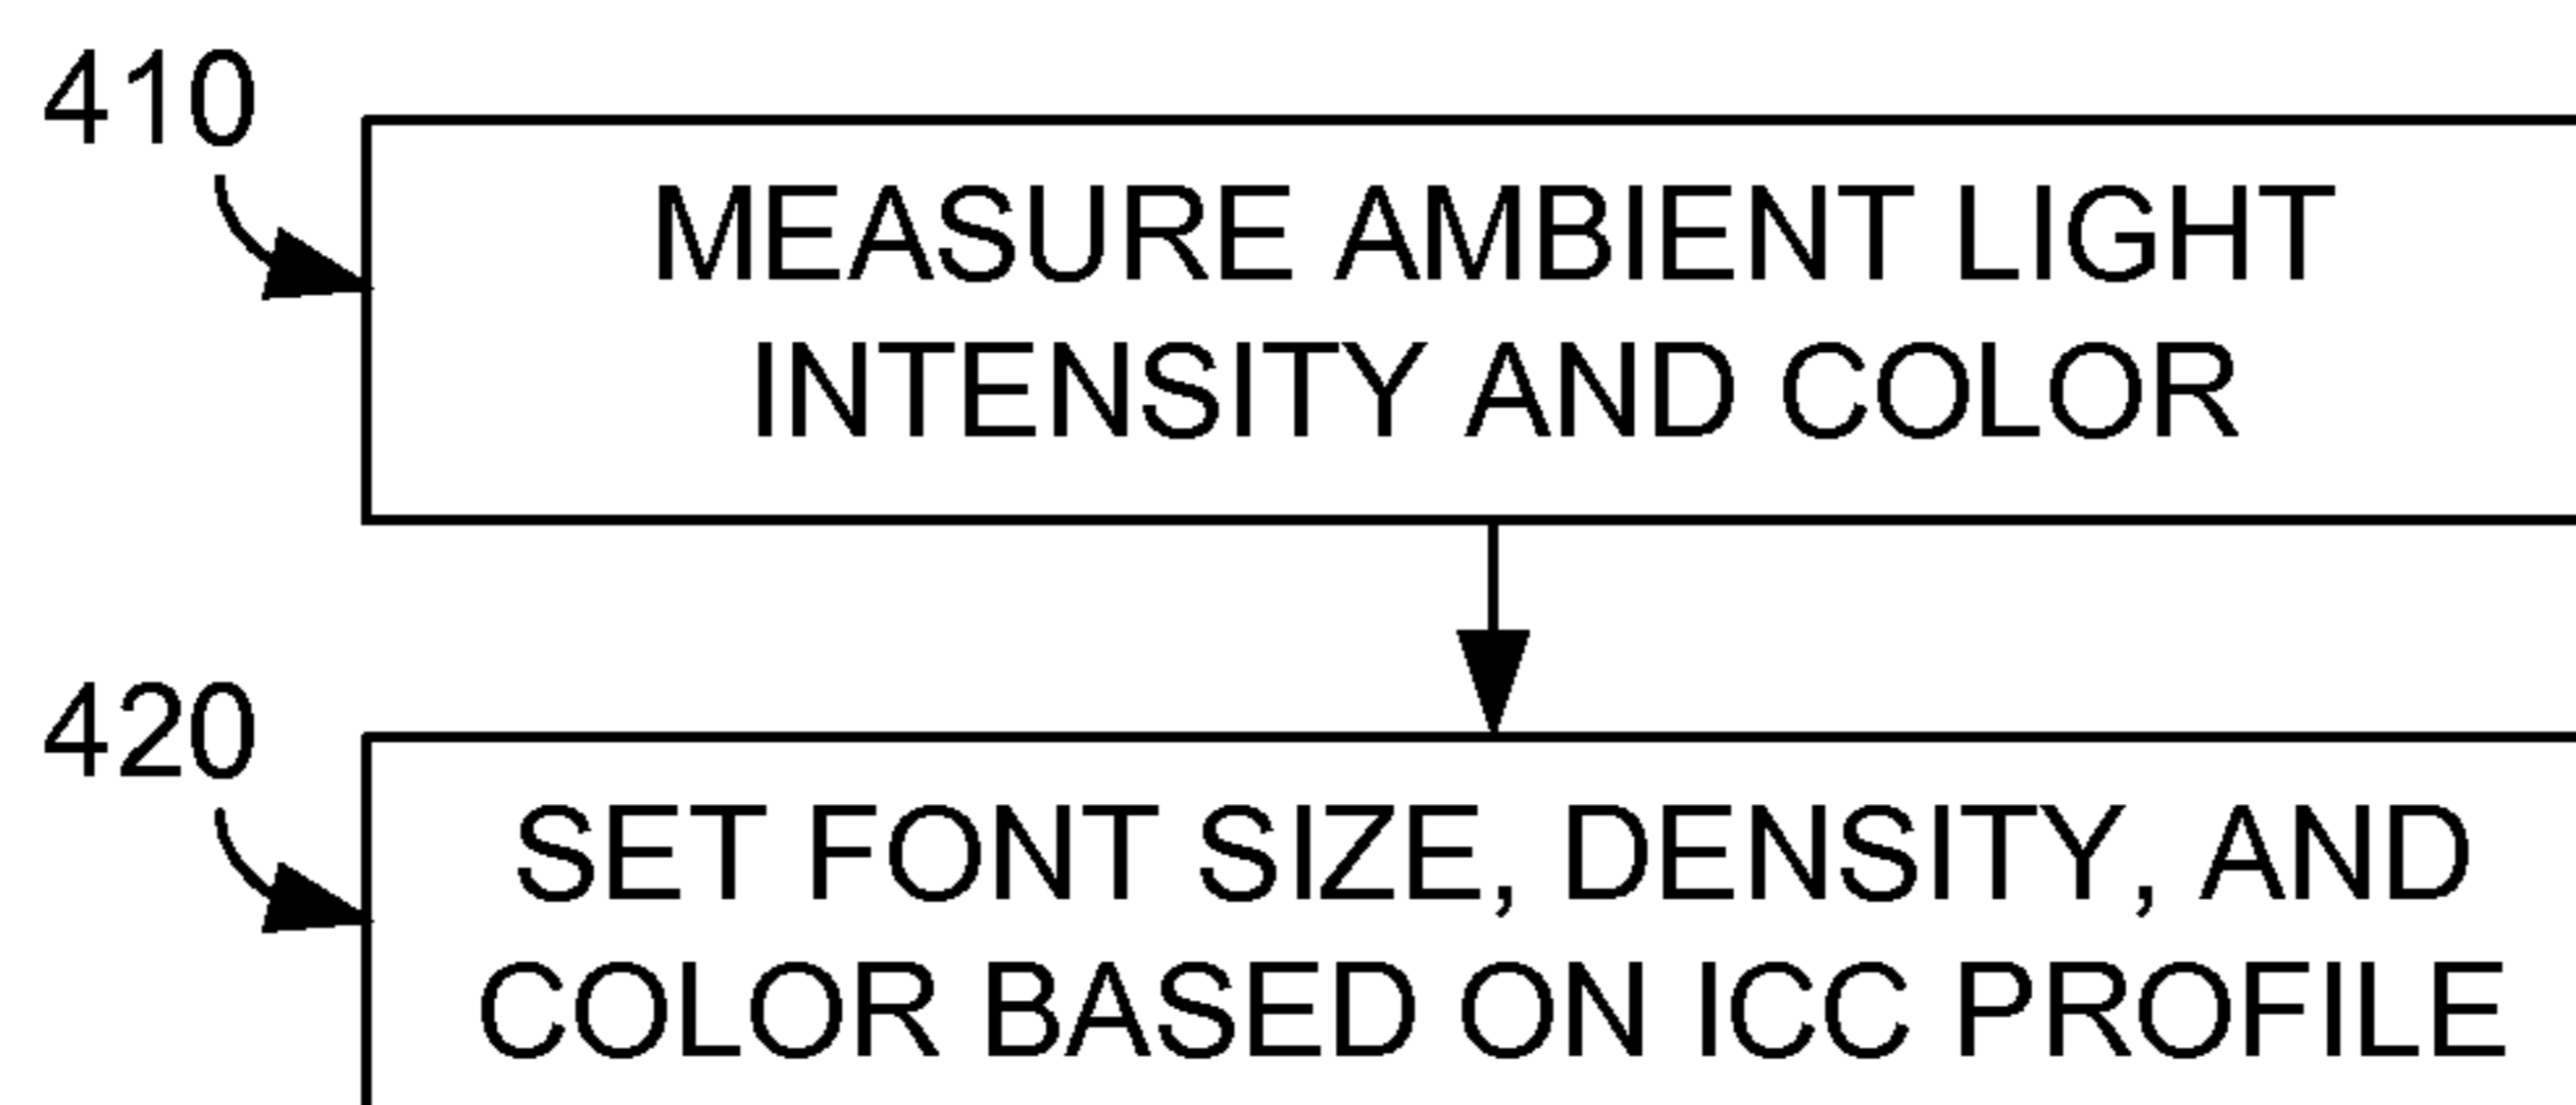 410
MEASURE AMBIENT LIGHT
INTENSITY AND COLOR
420
SET FONT SIZE, DENSITY, AND
COLOR BASED ON ICC PROFILE